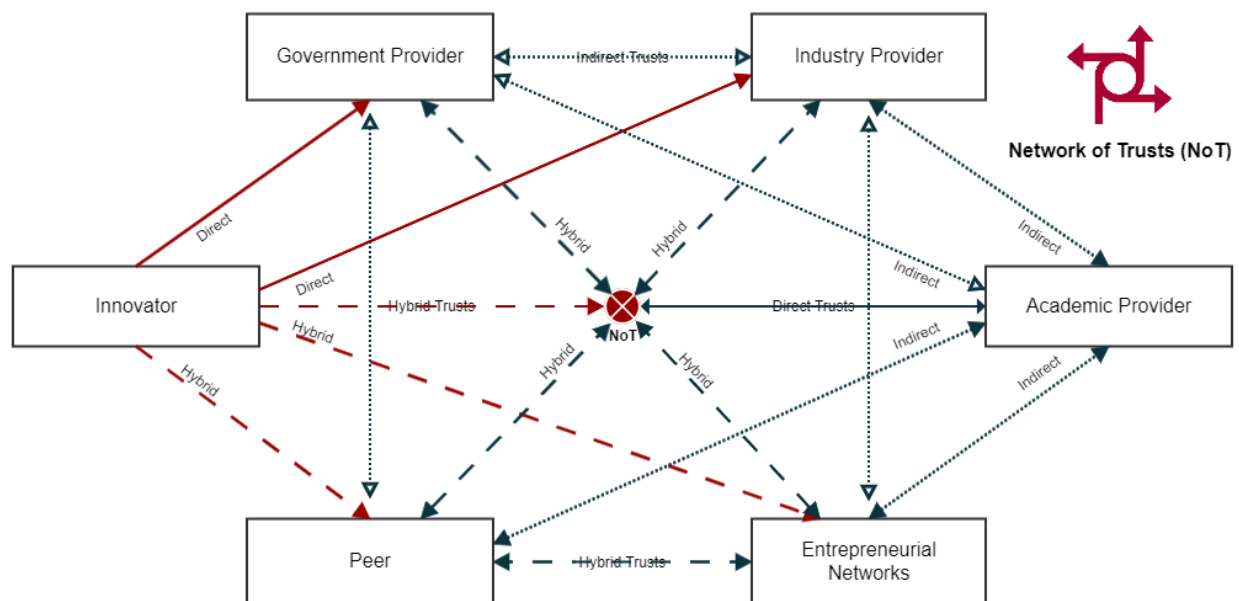 Government Provider
Indirect Trusts
Industry Provider
Network of Trusts (NoT)
Direct
Hybrid
Hybrid
Indirect
Innovator
Direct
Hybrid Trusts
Hybrid
NoT
Direct Trusts
Indirect
Indirect
Academic Provider
Hybrid
Hybrid
Hybrid
Indirect
Peer
Hybrid Trusts
Entrepreneurial
Networks